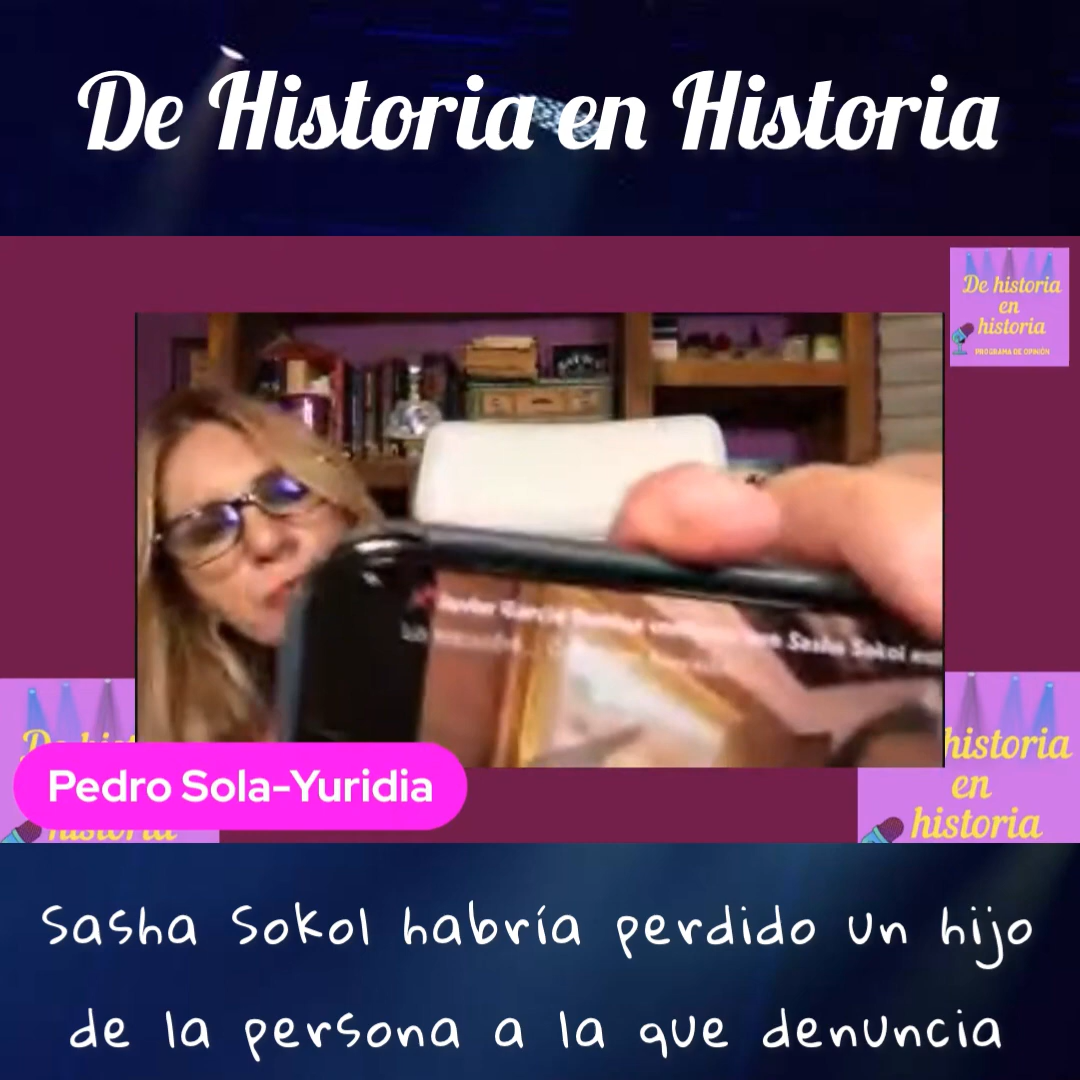 De Historia en Historia
De historia
en
historia
PROGRAMA DE OPINIÓN
Sasha Sokol
Pedro Sola-Yuridia
historia
en
historia
Sasha Sokol habría perdido un hijo
de la persona a la que denuncia